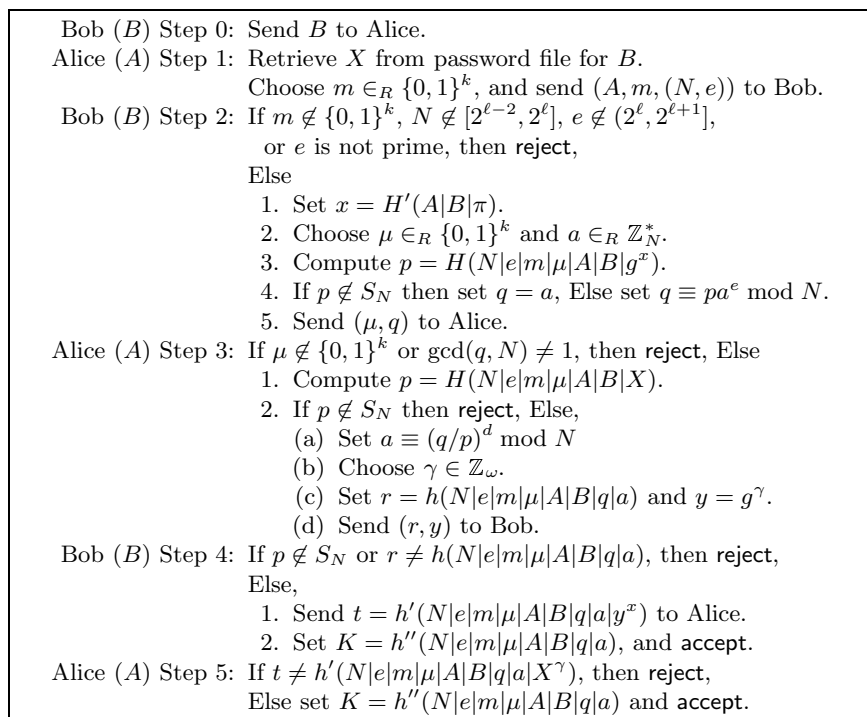 Bob (B) Step 0: Send B to Alice.
Alice (A) Step 1: Retrieve X from password file for B.
Choose m ∈_R {0, 1}^k, and send (A, m, (N, e)) to Bob.
Bob (B) Step 2: If m ∉ {0, 1}^k, N ∉ [2^{ℓ−2}, 2^ℓ], e ∉ (2^ℓ, 2^{ℓ+1}],
or e is not prime, then reject,
Else
1. Set x = H′(A|B|π).
2. Choose μ ∈_R {0, 1}^k and a ∈_R ℤ*_N.
3. Compute p = H(N|e|m|μ|A|B|g^x).
4. If p ∉ S_N then set q = a, Else set q ≡ pa^e mod N.
5. Send (μ, q) to Alice.
Alice (A) Step 3: If μ ∉ {0, 1}^k or gcd(q, N) ≠ 1, then reject, Else
1. Compute p = H(N|e|m|μ|A|B|X).
2. If p ∉ S_N then reject, Else,
(a) Set a ≡ (q/p)^d mod N
(b) Choose γ ∈ ℤ_ω.
(c) Set r = h(N|e|m|μ|A|B|q|a) and y = g^γ.
(d) Send (r, y) to Bob.
Bob (B) Step 4: If p ∉ S_N or r ≠ h(N|e|m|μ|A|B|q|a), then reject,
Else,
1. Send t = h′(N|e|m|μ|A|B|q|a|y^x) to Alice.
2. Set K = h″(N|e|m|μ|A|B|q|a), and accept.
Alice (A) Step 5: If t ≠ h′(N|e|m|μ|A|B|q|a|X^γ), then reject,
Else set K = h″(N|e|m|μ|A|B|q|a) and accept.